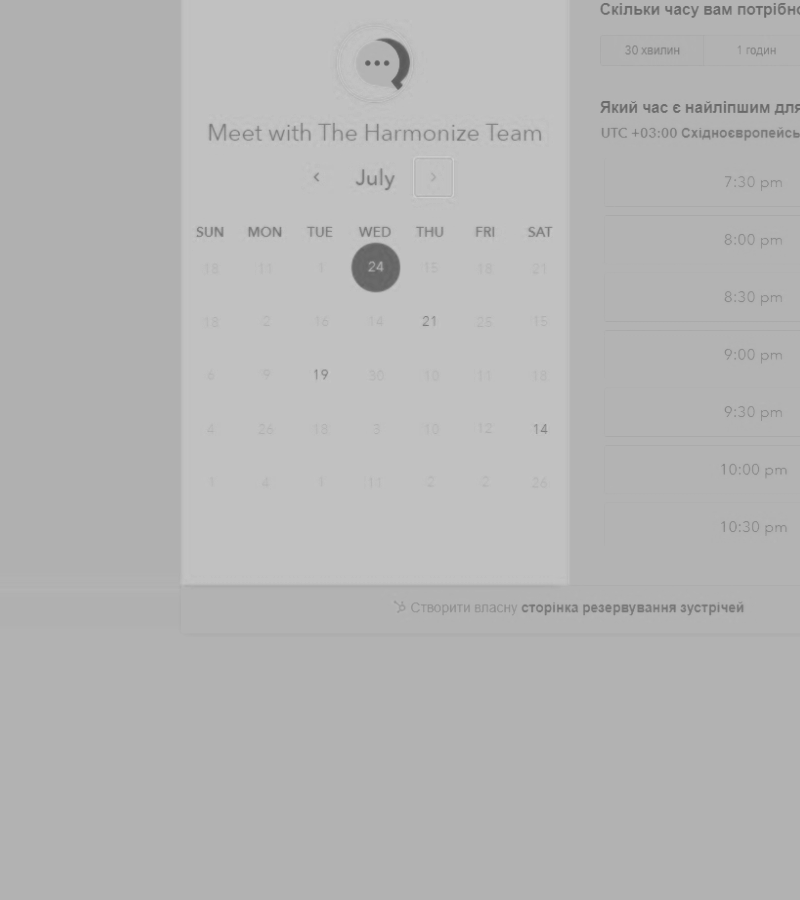 Meet with The Harmonize Team
July
SUN MON TUE WED THU FRI SAT
15 11 1 24 15 18 21
18 2 16 14 21 25 15
6 9 19 30 10 11 18
4 26 18 3 10 12 14
1 4 1 11 2 2 26
Скільки часу вам потрібно
30 хвилин 1 годин
Який час є найліпшим для
UTC +03:00 Східноєвропейсь
7:30 pm
8:00 pm
8:30 pm
9:00 pm
9:30 pm
10:00 pm
10:30 pm
Створити власну сторінка резервування зустрічей